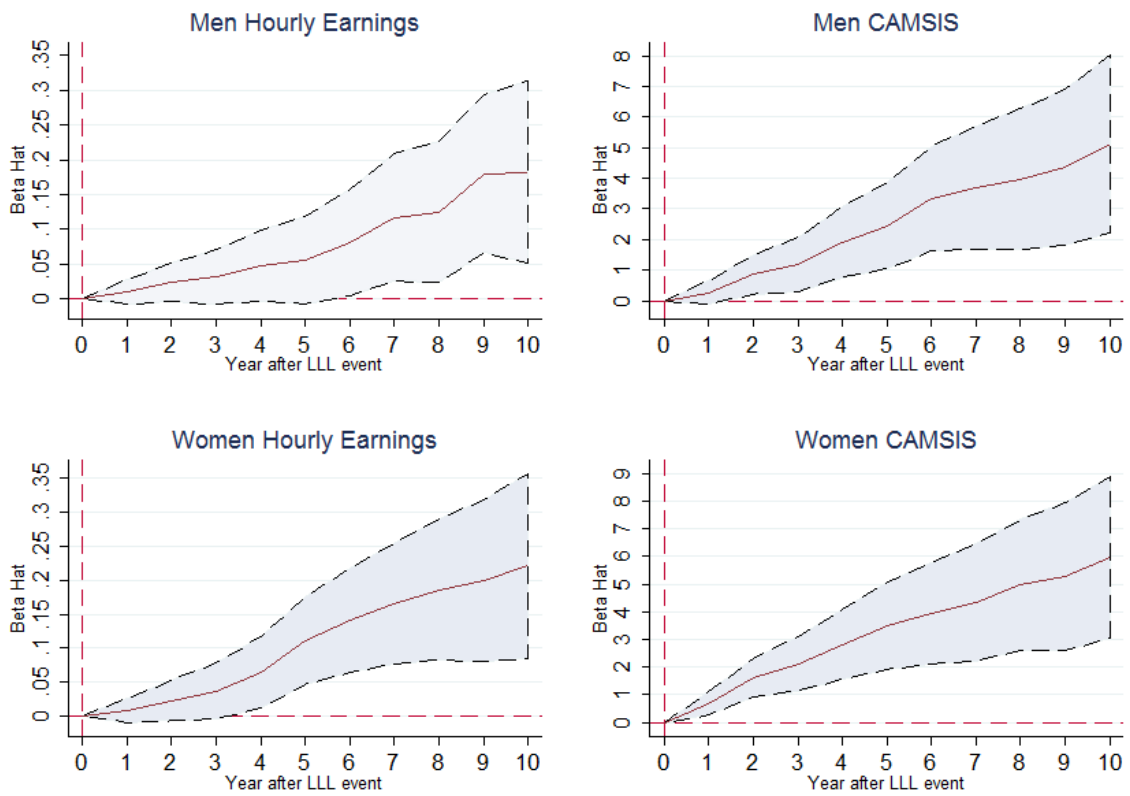 Men Hourly Earnings
Beta Hat
.35
.3
.25
.2
.15
.1
.05
0
0 1 2 3 4 5 6 7 8 9 10
Year after LLL event
Men CAMSIS
Beta Hat
8
7
6
5
4
3
2
1
0
0 1 2 3 4 5 6 7 8 9 10
Year after LLL event
Women Hourly Earnings
Beta Hat
.35
.3
.25
.2
.15
.1
.05
0
0 1 2 3 4 5 6 7 8 9 10
Year after LLL event
Women CAMSIS
Beta Hat
9
8
7
6
5
4
3
2
1
0
0 1 2 3 4 5 6 7 8 9 10
Year after LLL event